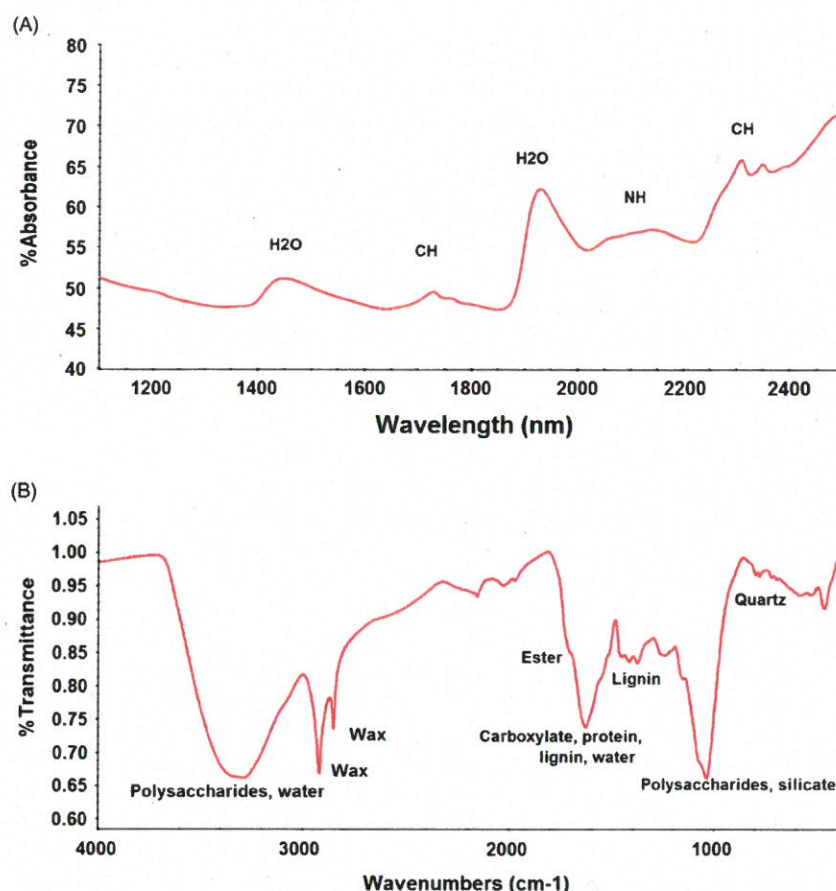 (A)
80
75
70
65
60
55
50
45
40
%Absorbance
H2O
CH
H2O
NH
CH
1200 1400 1600 1800 2000 2200 2400
Wavelength (nm)
(B)
1.05
1.00
0.95
0.90
0.85
0.80
0.75
0.70
0.65
0.60
%Transmittance
Polysaccharides, water
Wax
Wax
Ester
Carboxylate, protein,
lignin, water
Lignin
Quartz
Polysaccharides, silicate
4000 3000 2000 1000
Wavenumbers (cm-1)